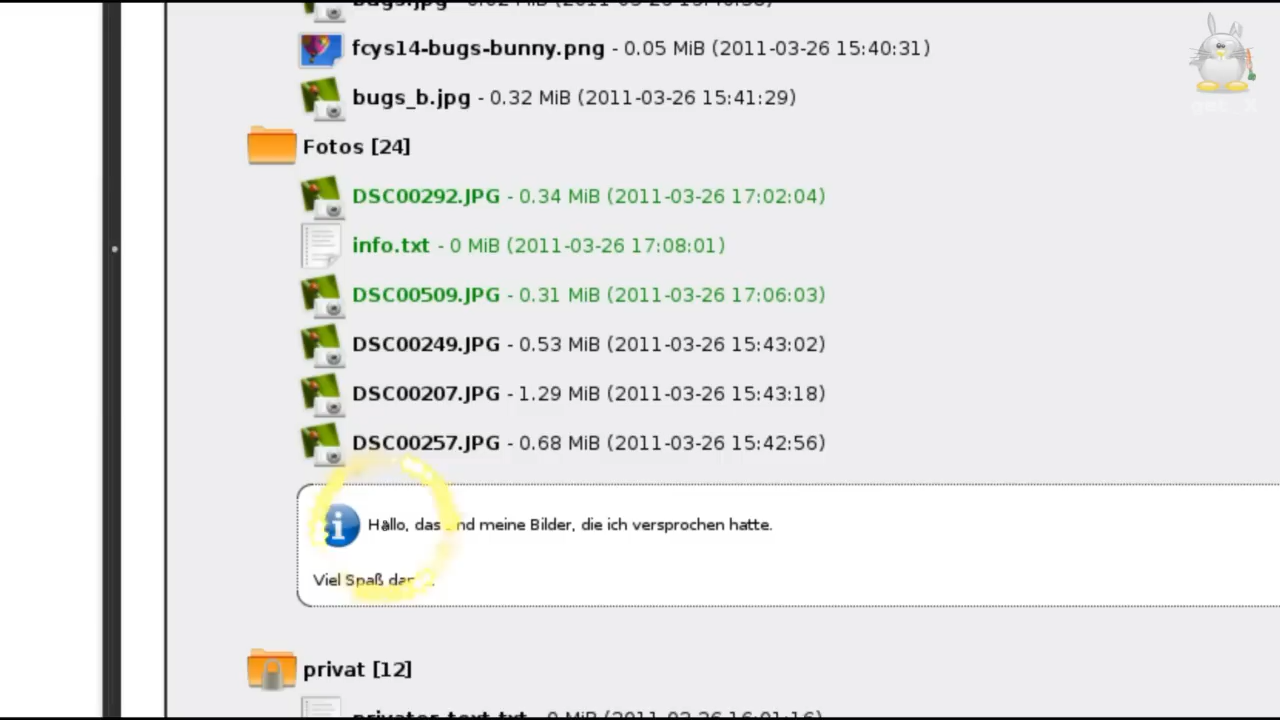 fcys14-bugs-bunny.png - 0.05 MiB (2011-03-26 15:40:31)
bugs_b.jpg - 0.32 MiB (2011-03-26 15:41:29)
Fotos [24]
DSC00292.JPG - 0.34 MiB (2011-03-26 17:02:04)
info.txt - 0 MiB (2011-03-26 17:08:01)
DSC00509.JPG - 0.31 MiB (2011-03-26 17:06:03)
DSC00249.JPG - 0.53 MiB (2011-03-26 15:43:02)
DSC00207.JPG - 1.29 MiB (2011-03-26 15:43:18)
DSC00257.JPG - 0.68 MiB (2011-03-26 15:42:56)
Hallo, das meine Bilder, die ich versprochen hatte.
Viel Spaß
privat [12]